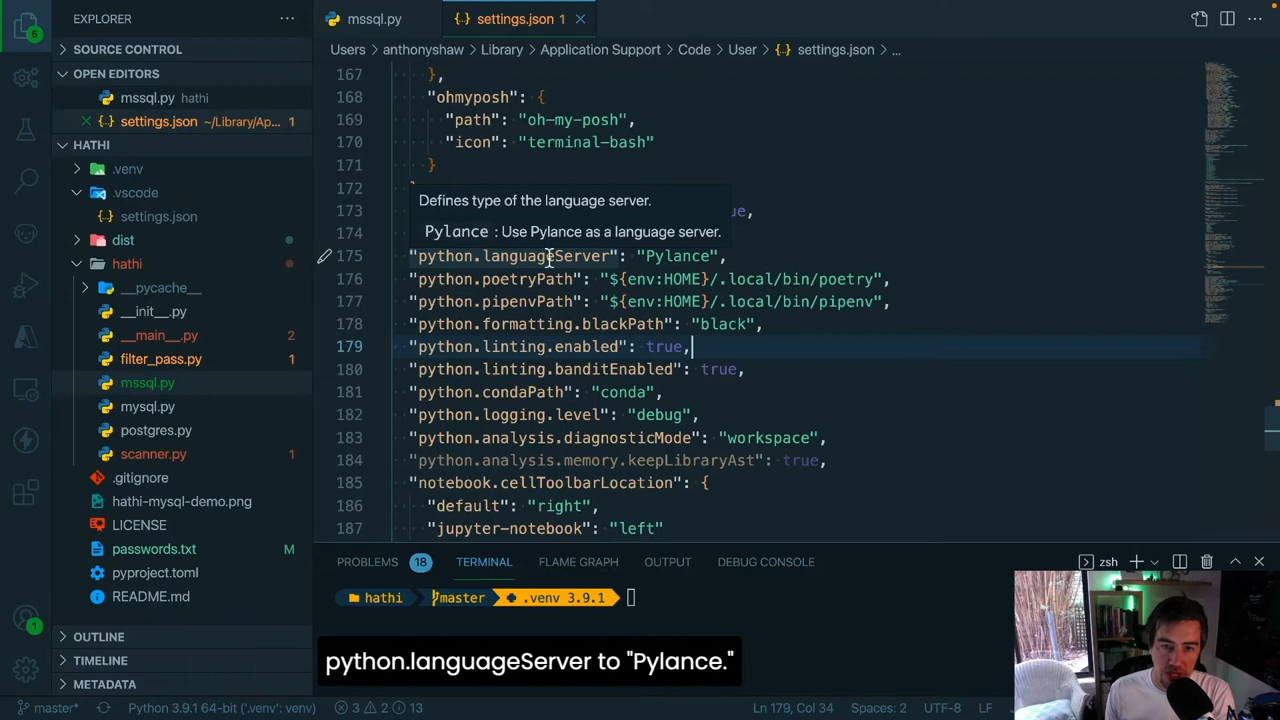 EXPLORER
mssql.py
settings.json 1
SOURCE CONTROL
OPEN EDITORS
mssql.py hathi
settings.json ~/Library/Ap... 1
HATHI
.venv
.vscode
settings.json
dist
hathi
__pycache__
__init__.py
__main__.py 2
filter_pass.py 1
mssql.py
mysql.py
postgres.py
scanner.py 1
.gitignore
hathi-mysql-demo.png
LICENSE
passwords.txt M
pyproject.toml
README.md
OUTLINE
TIMELINE
METADATA
5
1
Users anthonyshaw Library Application Support Code User settings.json ...
167 },
168 "ohmyposh": {
169 "path": "oh-my-posh",
170 "icon": "terminal-bash"
171 }
172
Defines type of the language server.
ue,
Pylance : Use Pylance as a language server.
175 "python.languageServer": "Pylance",
176 "python.poetryPath": "${env:HOME}/.local/bin/poetry",
177 "python.pipenvPath": "${env:HOME}/.local/bin/pipenv",
178 "python.formatting.blackPath": "black",
179 "python.linting.enabled": true,
180 "python.linting.banditEnabled": true,
181 "python.condaPath": "conda",
182 "python.logging.level": "debug",
183 "python.analysis.diagnosticMode": "workspace",
184 "python.analysis.memory.keepLibraryAst": true,
185 "notebook.cellToolbarLocation": {
186 "default": "right",
187 "jupyter-notebook": "left"
PROBLEMS 18 TERMINAL FLAME GRAPH OUTPUT DEBUG CONSOLE
zsh
hathi master .venv 3.9.1
python.languageServer to "Pylance."
master* Python 3.9.1 64-bit ('.venv': venv) 3 2 13 Ln 179, Col 34 Spaces: 2 UTF-8 LF